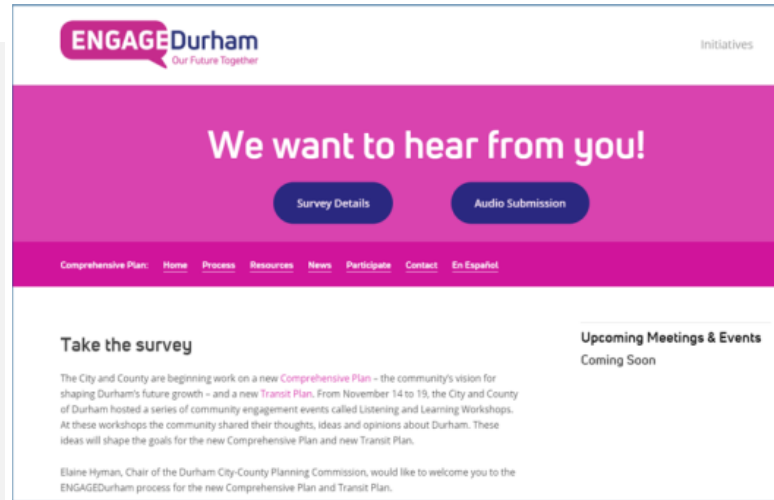 ENGAGEDurham
Our Future Together
Initiatives
We want to hear from you!
Survey Details
Audio Submission
Comprehensive Plan: Home Process Resources News Participate Contact En Español
Take the survey
The City and County are beginning work on a new Comprehensive Plan – the community's vision for
shaping Durham's future growth – and a new Transit Plan. From November 14 to 19, the City and County
of Durham hosted a series of community engagement events called Listening and Learning Workshops.
At these workshops the community shared their thoughts, ideas and opinions about Durham. These
ideas will shape the goals for the new Comprehensive Plan and new Transit Plan.
Elaine Hyman, Chair of the Durham City-County Planning Commission, would like to welcome you to the
ENGAGEDurham process for the new Comprehensive Plan and Transit Plan.
Upcoming Meetings & Events
Coming Soon